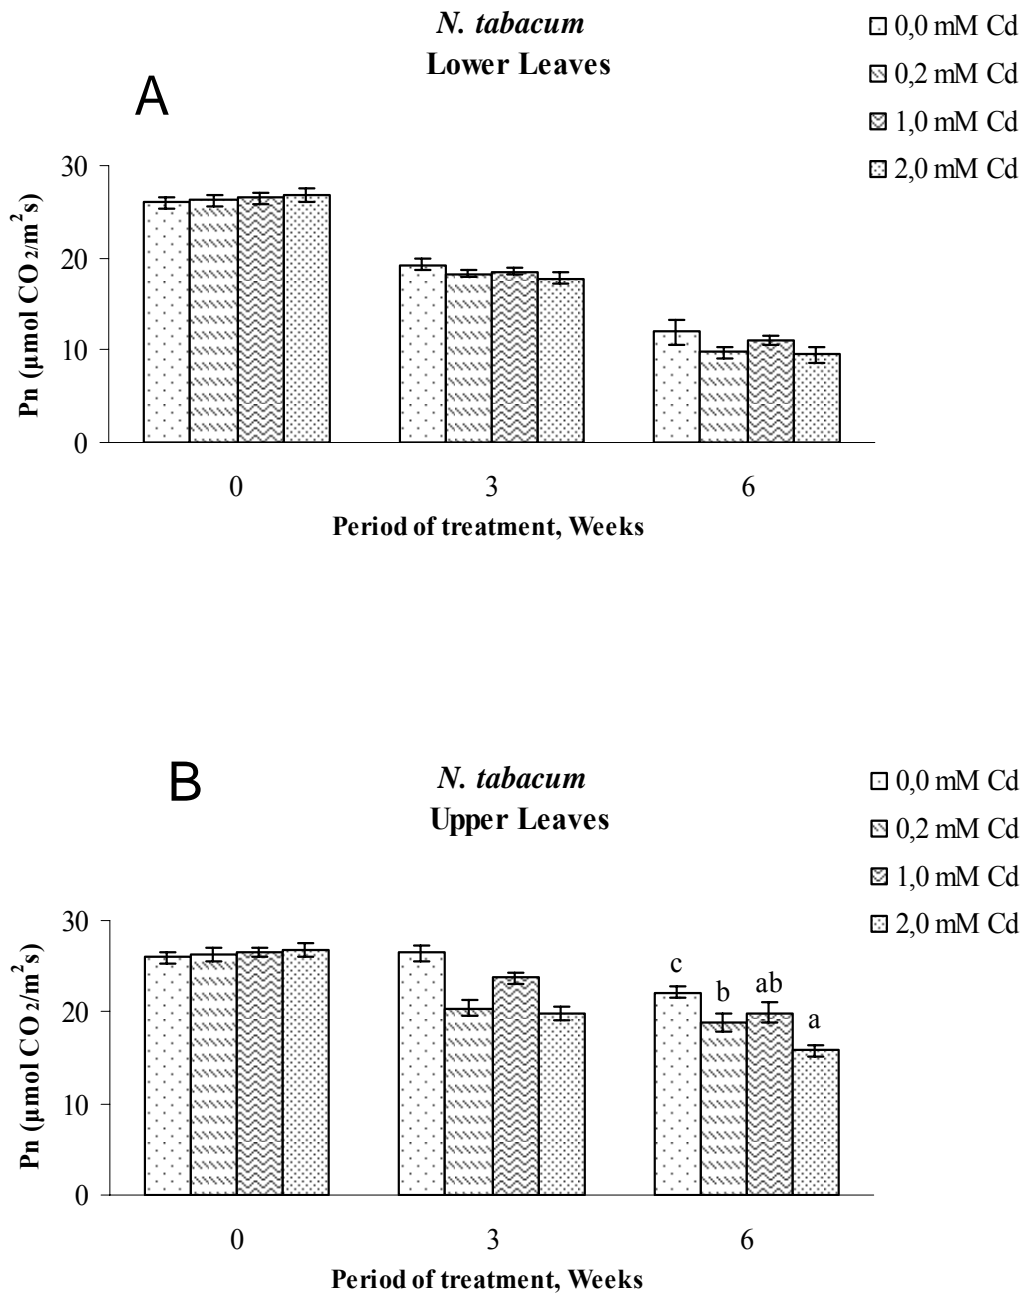 N. tabacum
Lower Leaves
A
0,0 mM Cd
0,2 mM Cd
1,0 mM Cd
2,0 mM Cd
Pn (µmol CO₂/m²s)
30
20
10
0
0 3 6
Period of treatment, Weeks
B
N. tabacum
Upper Leaves
0,0 mM Cd
0,2 mM Cd
1,0 mM Cd
2,0 mM Cd
Pn (µmol CO₂/m²s)
30
20
10
0
c b ab a
0 3 6
Period of treatment, Weeks